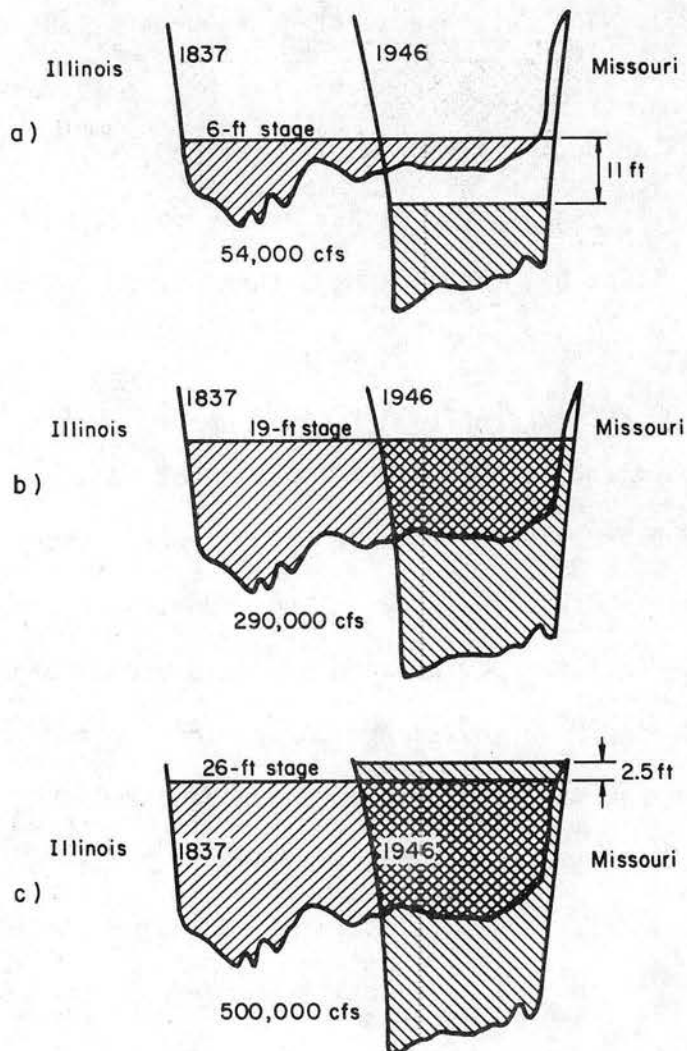 1837
1946
Illinois
Missouri
a)
6-ft stage
11 ft
54,000 cfs
1837
1946
Illinois
19-ft stage
Missouri
b)
290,000 cfs
26-ft stage
2.5 ft
Illinois
1837
1946
Missouri
c)
500,000 cfs